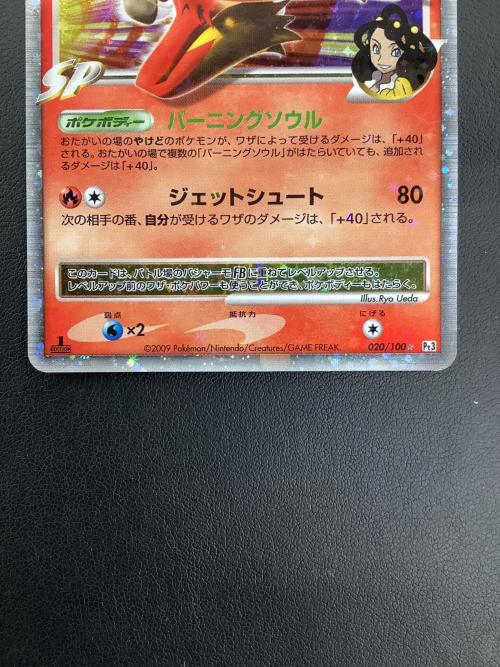 SP
ポケボディー バーニングソウル
おたがいの場のやけどのポケモンが、ワザによって受けるダメージは、「+40」
される。おたがいの場で複数の「バーニングソウル」がはたらいていても、追加され
るダメージは「+40」。
ジェットシュート 80
次の相手の番、自分が受けるワザのダメージは、「+40」される。
このカードは、バトル場のバシャーモFBに重ねてレベルアップさせる。
レベルアップ前のワザ・ポケパワーも使うことができ、ポケボディーもはたらく。
Illus.Ryo Ueda
弱点 抵抗力 にげる
×2
1 EDITION
©2009 Pokémon/Nintendo/Creatures/GAME FREAK. 020/100 Pt3